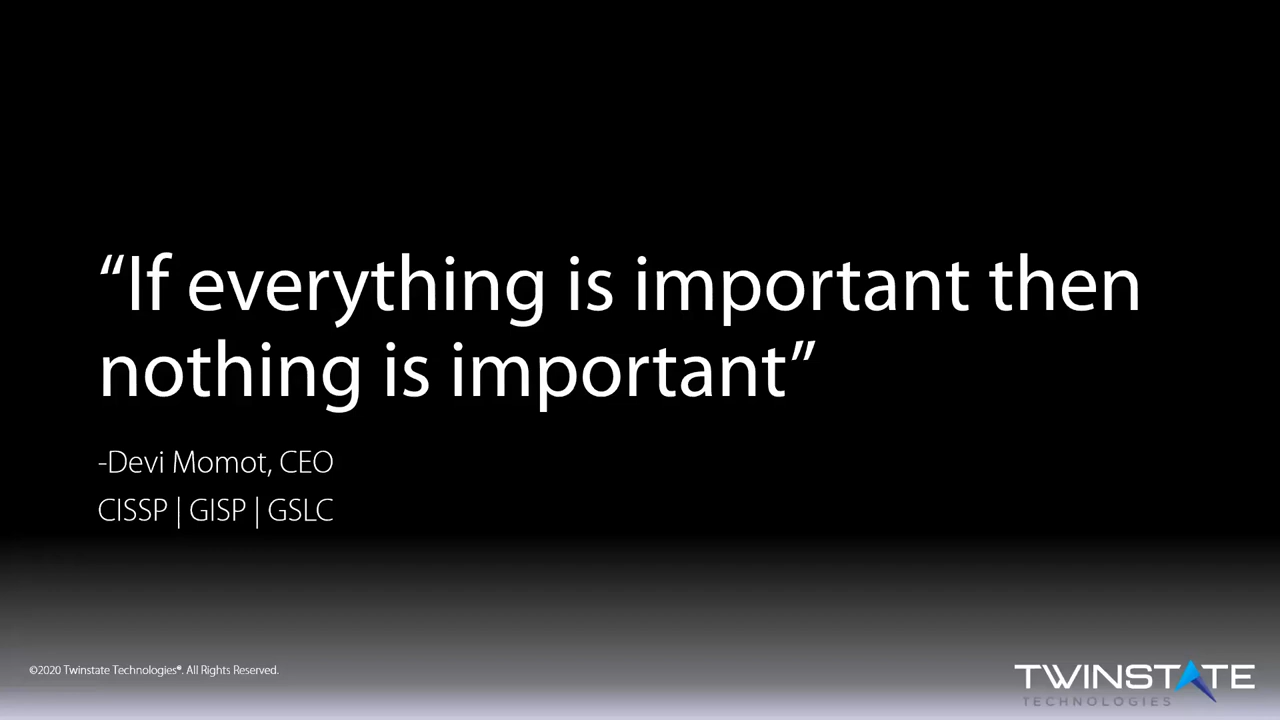 “If everything is important then
nothing is important”
-Devi Momot, CEO
CISSP | GISP | GSLC
©2020 Twinstate Technologies®. All Rights Reserved.
TWINSTATE
TECHNOLOGIES